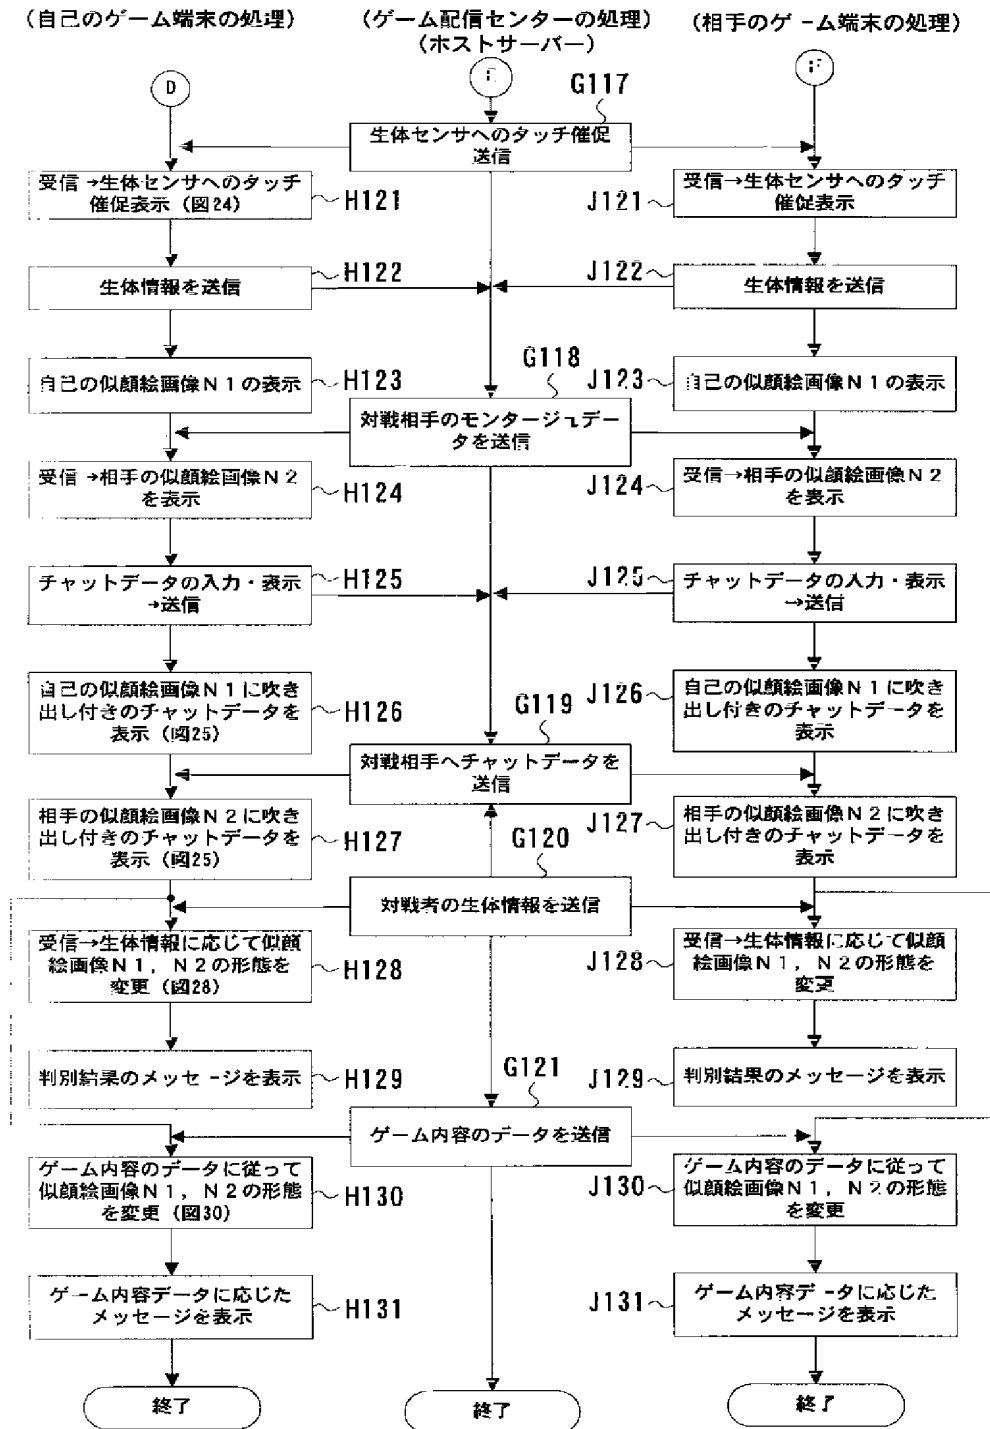 (自己のゲーム端末の処理)
(ゲーム配信センターの処理)
(ホストサーバー)
(相手のゲーム端末の処理)
D
E
F
G117
生体センサへのタッチ催促
送信
受信→生体センサへのタッチ
催促表示(図24)
H121
受信→生体センサへのタッチ
催促表示
J121
生体情報を送信
H122
生体情報を送信
J122
自己の似顔絵画像N1の表示
H123
G118
対戦相手のモンタージュデー
タを送信
自己の似顔絵画像N1の表示
J123
受信→相手の似顔絵画像N2
を表示
H124
受信→相手の似顔絵画像N2
を表示
J124
チャットデータの入力・表示
→送信
H125
チャットデータの入力・表示
→送信
J125
自己の似顔絵画像N1に吹き
出し付きのチャットデータを
表示(図25)
H126
G119
対戦相手へチャットデータを
送信
自己の似顔絵画像N1に吹き
出し付きのチャットデータを
表示
J126
相手の似顔絵画像N2に吹き
出し付きのチャットデータを
表示(図25)
H127
G120
対戦者の生体情報を送信
相手の似顔絵画像N2に吹き
出し付きのチャットデータを
表示
J127
受信→生体情報に応じて似顔
絵画像N1,N2の形態を
変更(図28)
H128
受信→生体情報に応じて似顔
絵画像N1,N2の形態を
変更
J128
判別結果のメッセージを表示
H129
G121
ゲーム内容のデータを送信
判別結果のメッセージを表示
J129
ゲーム内容のデータに従って
似顔絵画像N1,N2の形態
を変更(図30)
H130
ゲーム内容のデータに従って
似顔絵画像N1,N2の形態
を変更
J130
ゲーム内容データに応じた
メッセージを表示
H131
ゲーム内容データに応じた
メッセージを表示
J131
終了
終了
終了